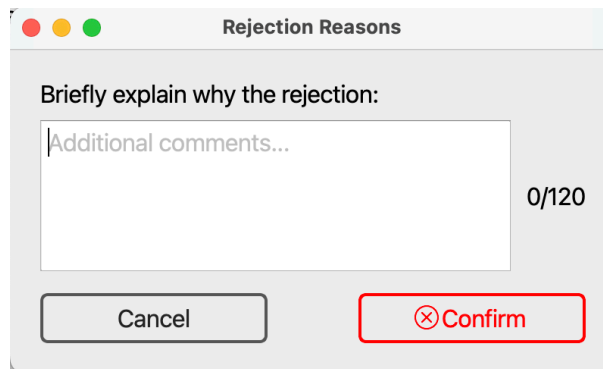 Rejection Reasons
Briefly explain why the rejection:
Additional comments...
0/120
Cancel
Confirm